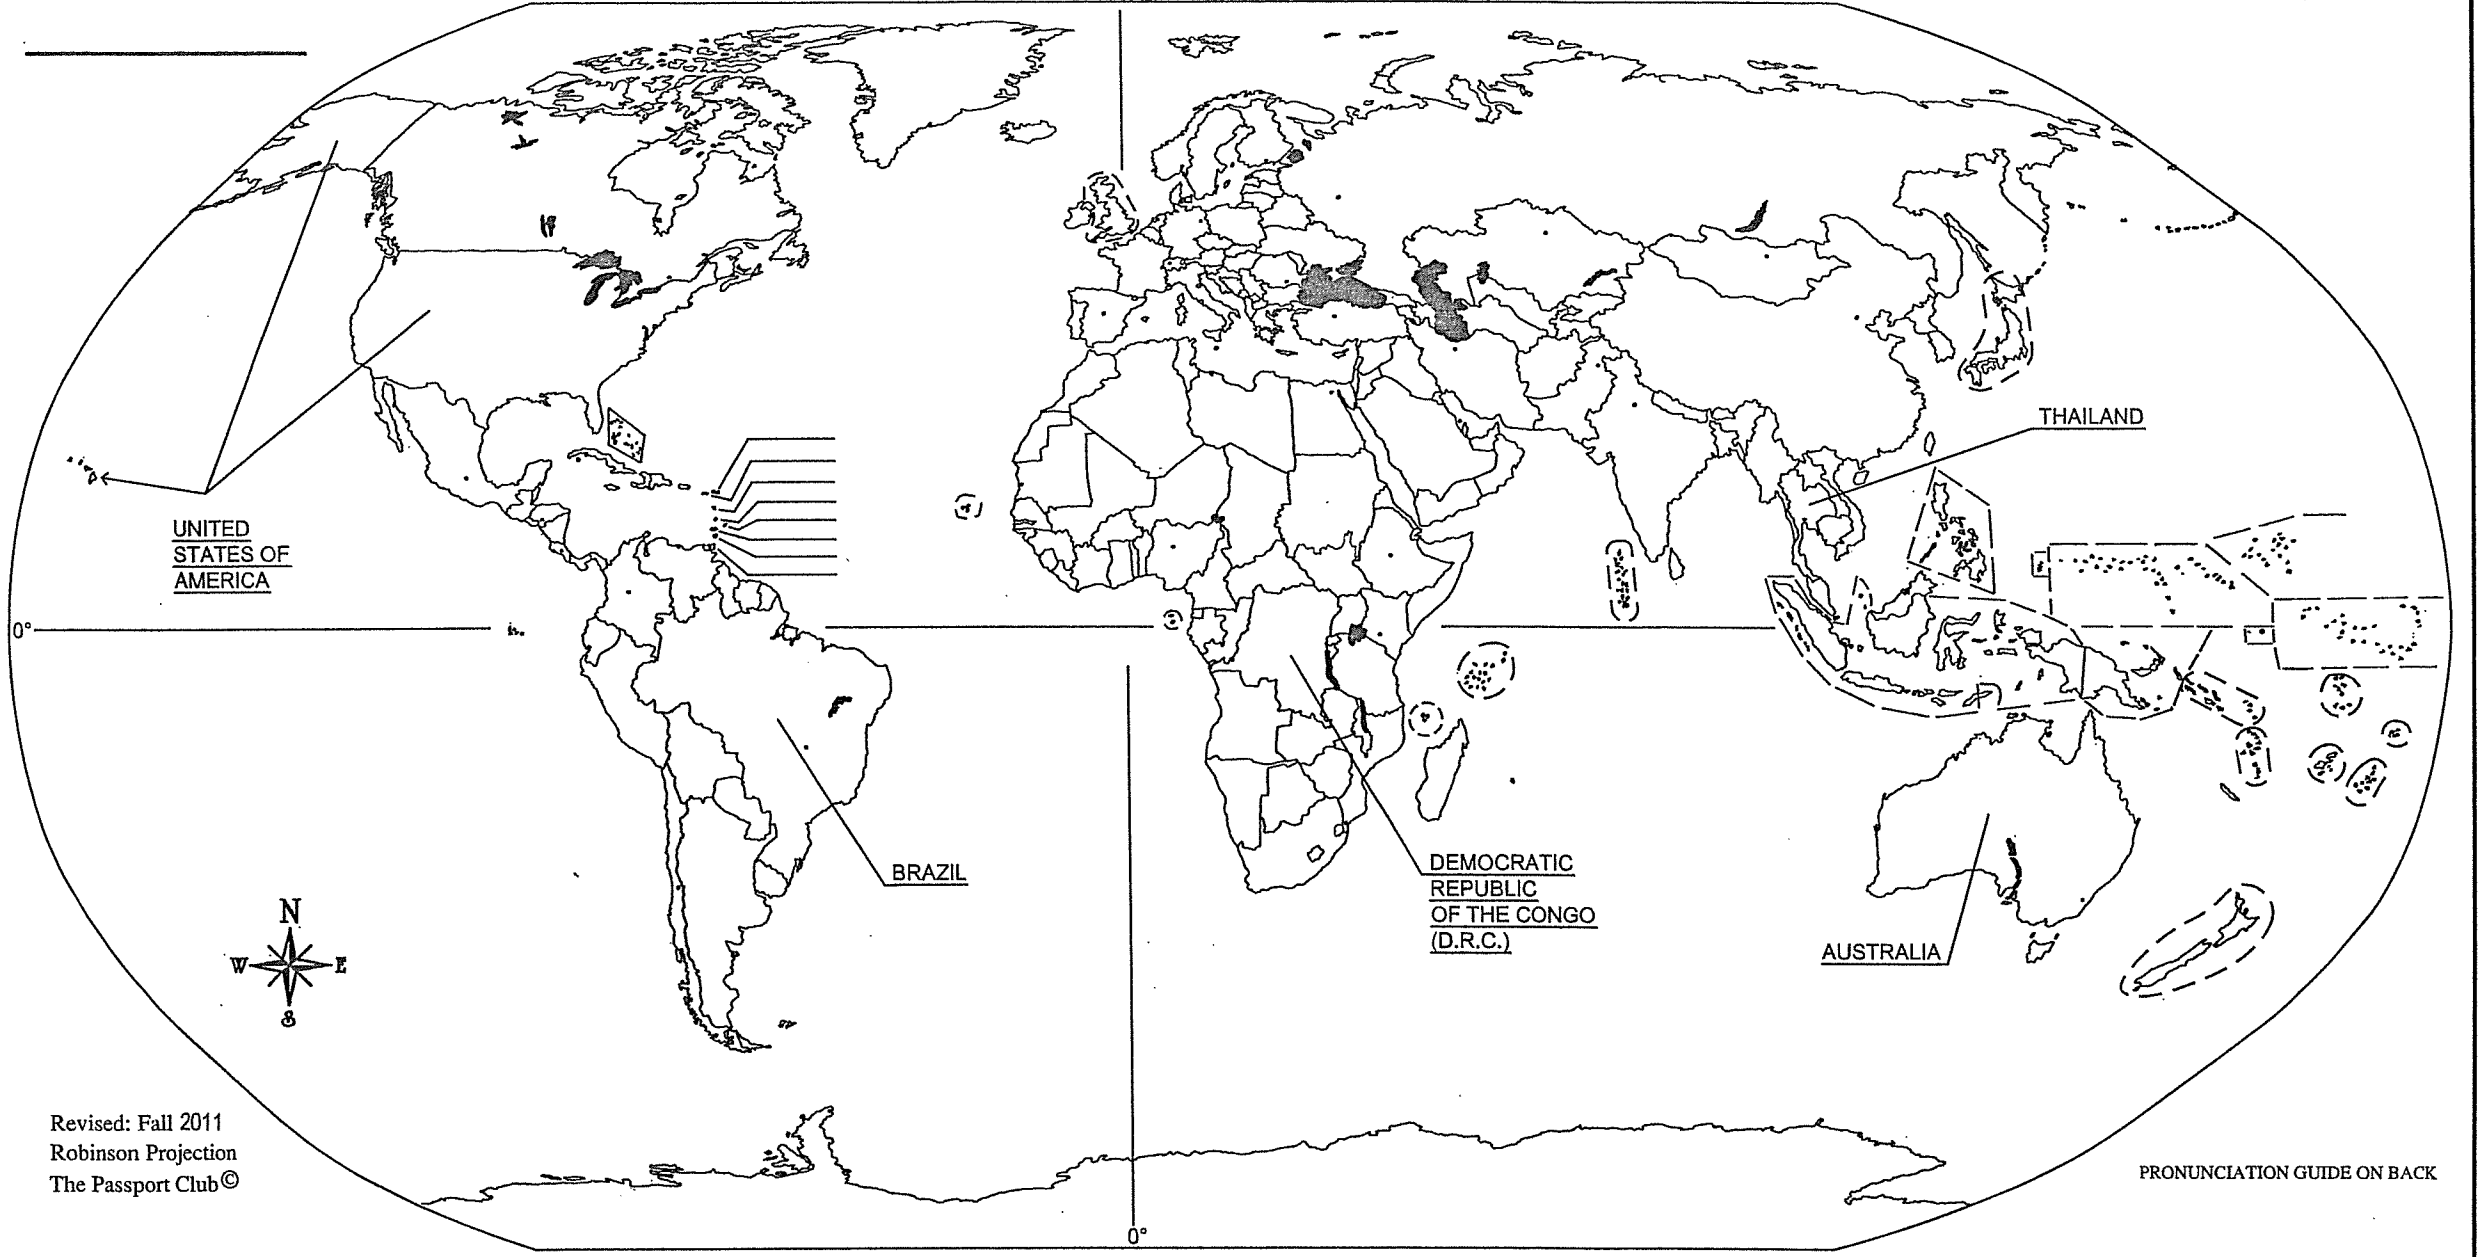 THAILAND
UNITED
STATES OF
AMERICA
0°
BRAZIL
DEMOCRATIC
REPUBLIC
OF THE CONGO
(D.R.C.)
AUSTRALIA
N
W E
S
Revised: Fall 2011
Robinson Projection
The Passport Club©
PRONUNCIATION GUIDE ON BACK
0°